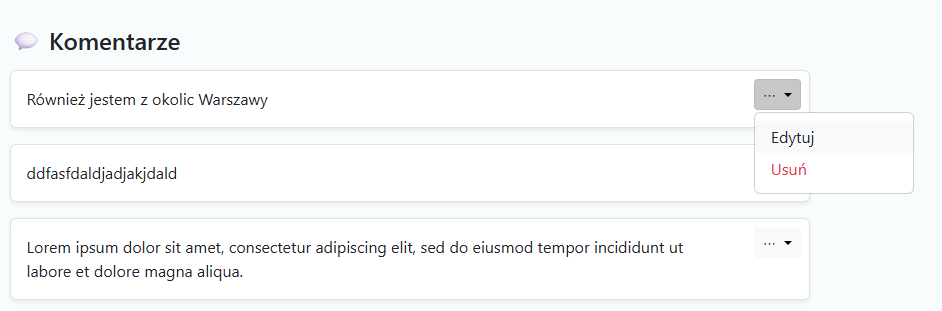 Komentarze
Również jestem z okolic Warszawy
...
Edytuj
Usuń
ddfasfdaldjadjakjdald
Lorem ipsum dolor sit amet, consectetur adipiscing elit, sed do eiusmod tempor incididunt ut
labore et dolore magna aliqua.
...